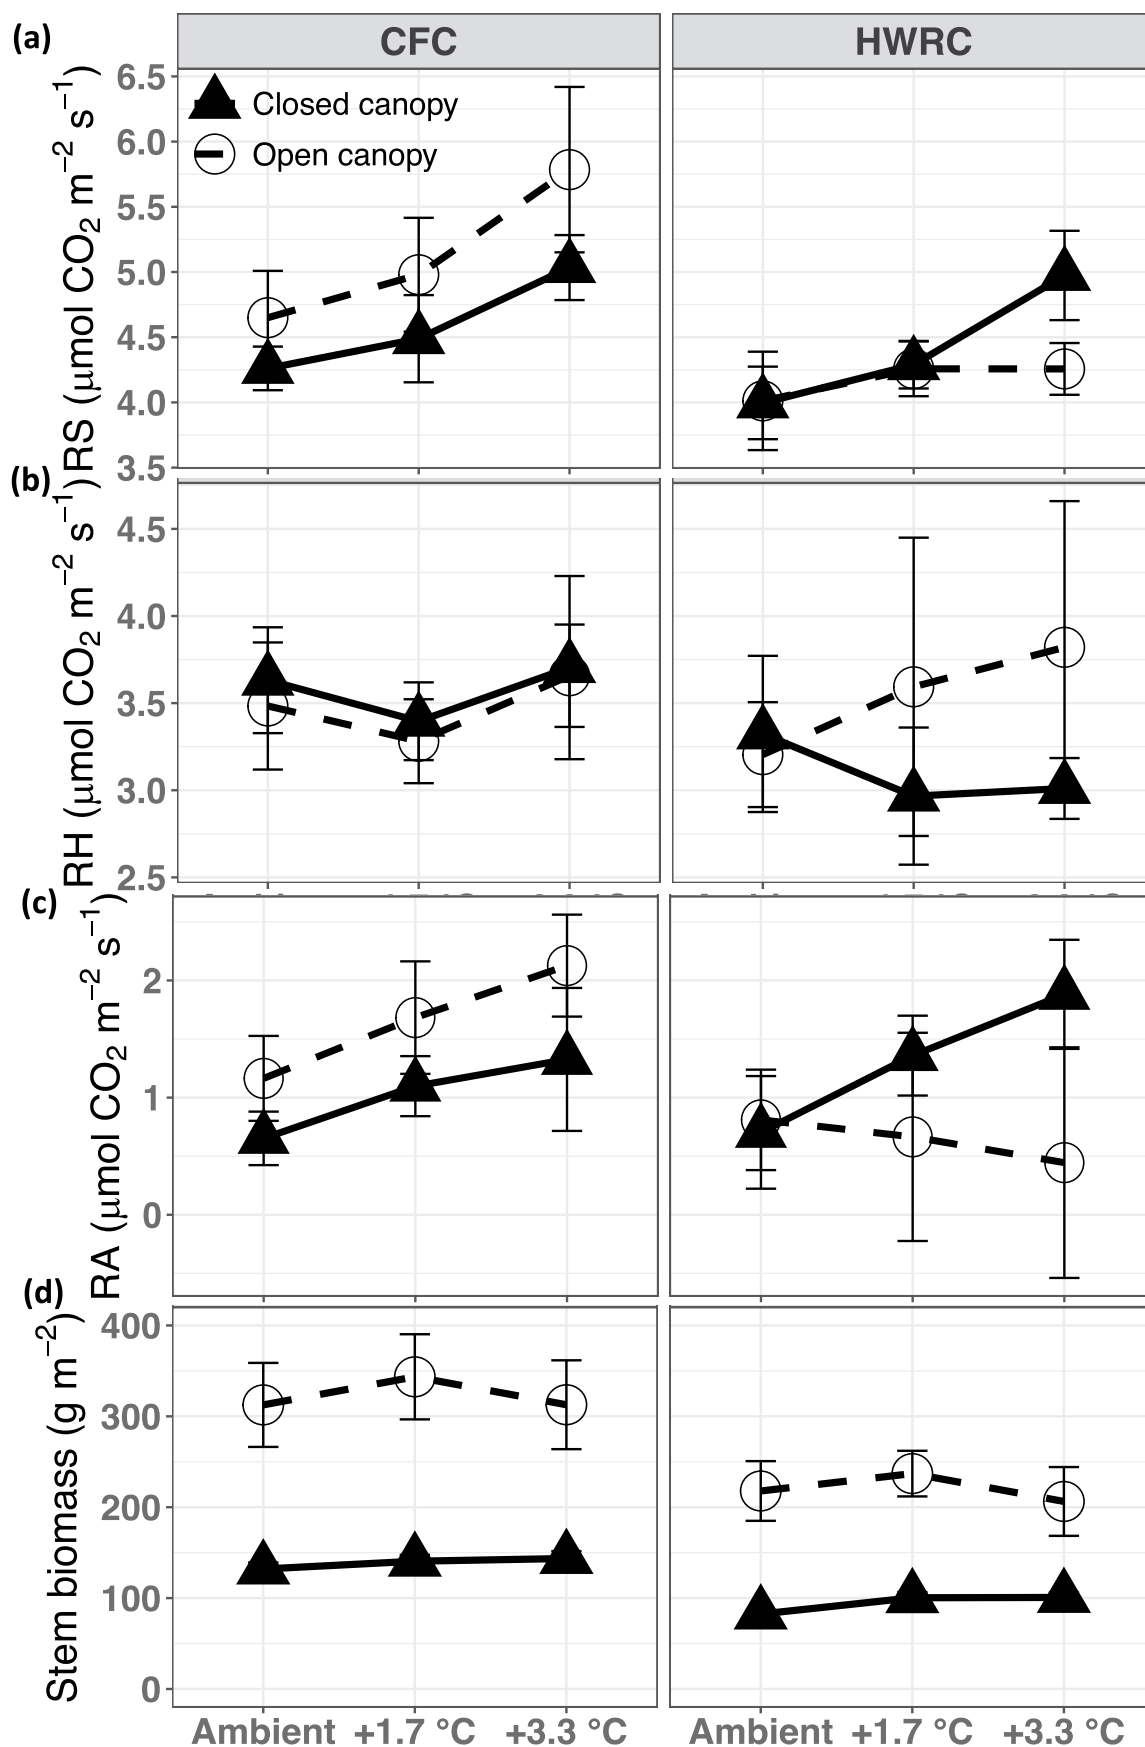 (a)
CFC
HWRC
RS (μmol CO2 m−2 s−1)
6.5
6.0
5.5
5.0
4.5
4.0
3.5
Closed canopy
Open canopy
(b)
RH (μmol CO2 m−2 s−1)
4.5
4.0
3.5
3.0
2.5
(c)
RA (μmol CO2 m−2 s−1)
2
1
0
(d)
Stem biomass (g m−2)
400
300
200
100
0
Ambient +1.7 °C +3.3 °C
Ambient +1.7 °C +3.3 °C